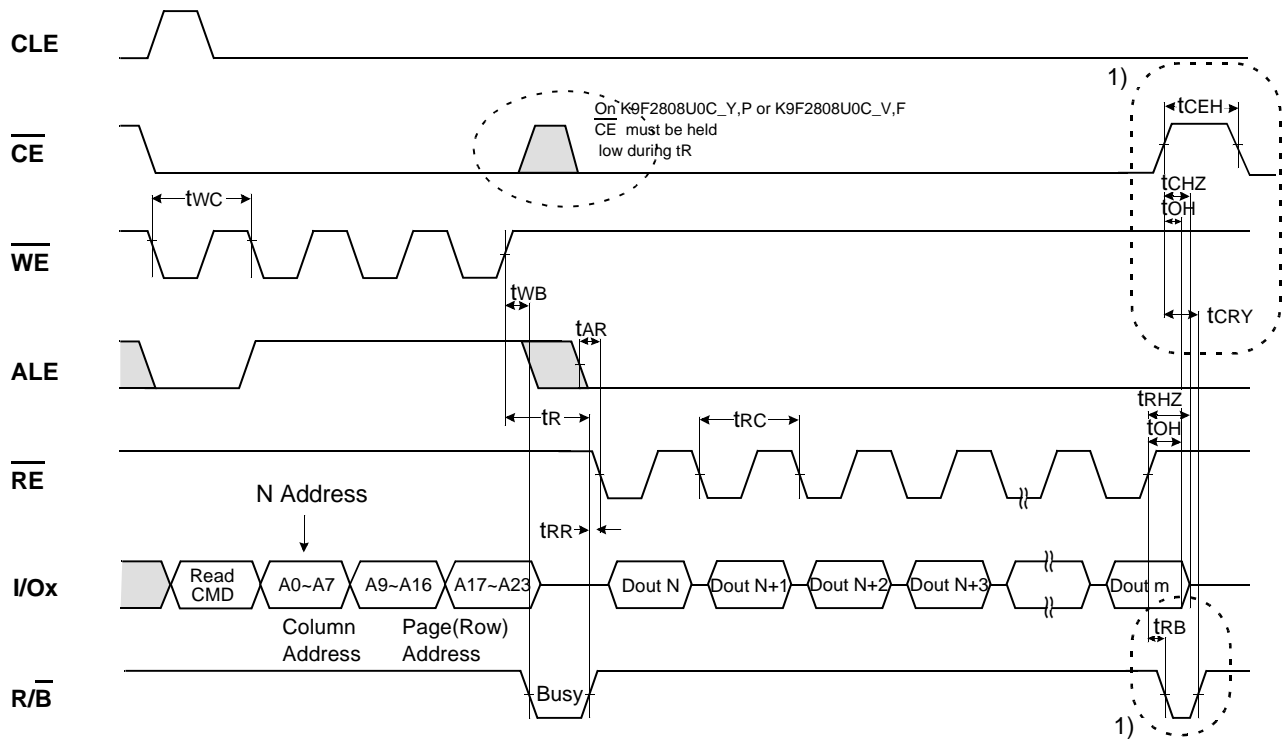 CLE
1)
tCEH
On K9F2808U0C_Y,P or K9F2808U0C_V,F
CE must be held
low during tR
CE
tWC
tCHZ
tOH
WE
tWB
tCRY
tAR
ALE
tR
tRC
tRHZ
tOH
RE
N Address
tRR
I/Ox
Read
CMD
A0~A7
A9~A16
A17~A23
Dout N
Dout N+1
Dout N+2
Dout N+3
Dout m
Column
Address
Page(Row)
Address
tRB
R/B
Busy
1)